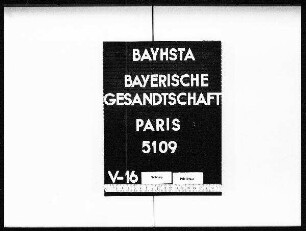 BAYHSTA
BAYERISCHE
GESANDTSCHAFT
PARIS
5109
V-16